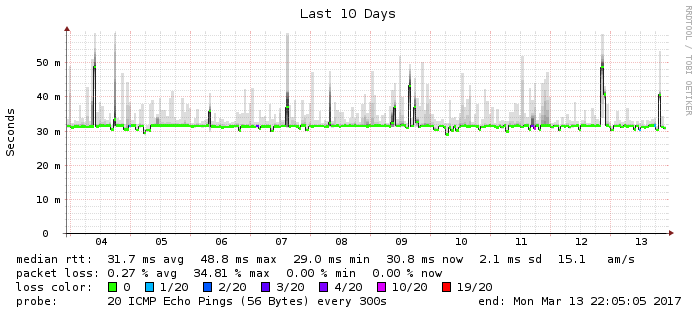 Last 10 Days
RRDTOOL / TOBI OETIKER
Seconds
50 m
40 m
30 m
20 m
10 m
0
04 05 06 07 08 09 10 11 12 13
median rtt: 31.7 ms avg 48.8 ms max 29.0 ms min 30.8 ms now 2.1 ms sd 15.1 am/s
packet loss: 0.27 % avg 34.81 % max 0.00 % min 0.00 % now
loss color: 0 1/20 2/20 3/20 4/20 10/20 19/20
probe: 20 ICMP Echo Pings (56 Bytes) every 300s end: Mon Mar 13 22:05:05 2017